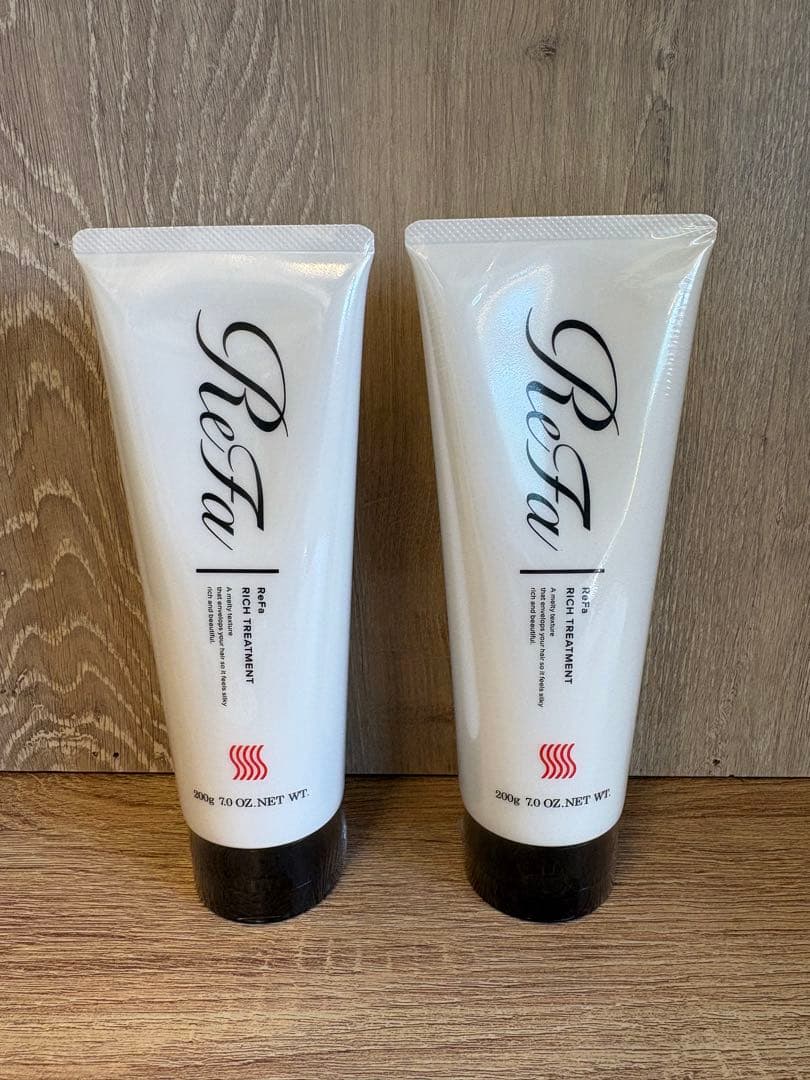 ReFa
ReFa
RICH TREATMENT
A melty texture
that envelops your hair so it feels silky
rich and beautiful.
200g 7.0 OZ.NET WT.
ReFa
ReFa
RICH TREATMENT
A melty texture
that envelops your hair so it feels silky
rich and beautiful.
200g 7.0 OZ.NET WT.